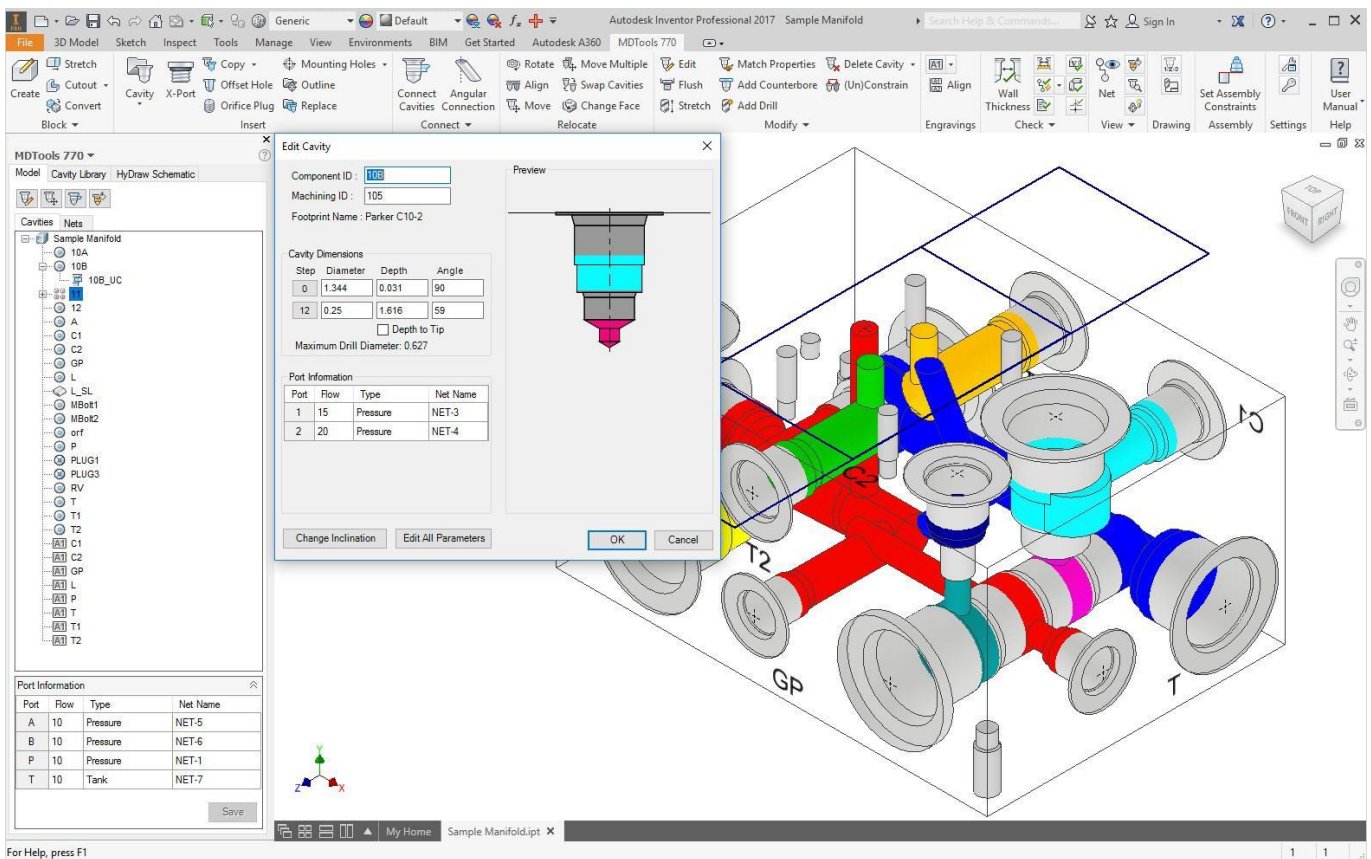 Generic
Default
Autodesk Inventor Professional 2017 Sample Manifold
Search Help & Commands...
Sign In
File 3D Model Sketch Inspect Tools Manage View Environments BIM Get Started Autodesk A360 MDTools 770
Stretch Copy Mounting Holes Rotate Move Multiple Edit Match Properties Delete Cavity
Create Cutout Cavity X-Port Offset Hole Outline Connect Cavities Angular Connection Align Swap Cavities Flush Add Counterbore (Un)Constrain Align Wall Thickness Net Set Assembly Constraints User Manual
Convert Orifice Plug Replace Move Change Face Stretch Add Drill
Block Insert Connect Relocate Modify Engravings Check View Drawing Assembly Settings Help
MDTools 770
Model Cavity Library HyDraw Schematic
Cavities Nets
Sample Manifold
10A
10B
10B_UC
11
12
A
C1
C2
GP
L
L_SL
MBolt1
MBolt2
orf
P
PLUG1
PLUG3
RV
T
T1
T2
A1 C1
A1 C2
A1 GP
A1 L
A1 P
A1 T
A1 T1
A1 T2
Port Information
Port Flow Type Net Name
A 10 Pressure NET-5
B 10 Pressure NET-6
P 10 Pressure NET-1
T 10 Tank NET-7
Save
Edit Cavity
Component ID : 10B
Machining ID : 105
Footprint Name : Parker C10-2
Cavity Dimensions
Step Diameter Depth Angle
0 1.344 0.031 90
12 0.25 1.616 59
Depth to Tip
Maximum Drill Diameter: 0.627
Port Information
Port Flow Type Net Name
1 15 Pressure NET-3
2 20 Pressure NET-4
Change Inclination Edit All Parameters
Preview
OK Cancel
TOP
FRONT RIGHT
C1
C2
T2
GP
T
Y
Z X
My Home Sample Manifold.ipt
For Help, press F1
1 1